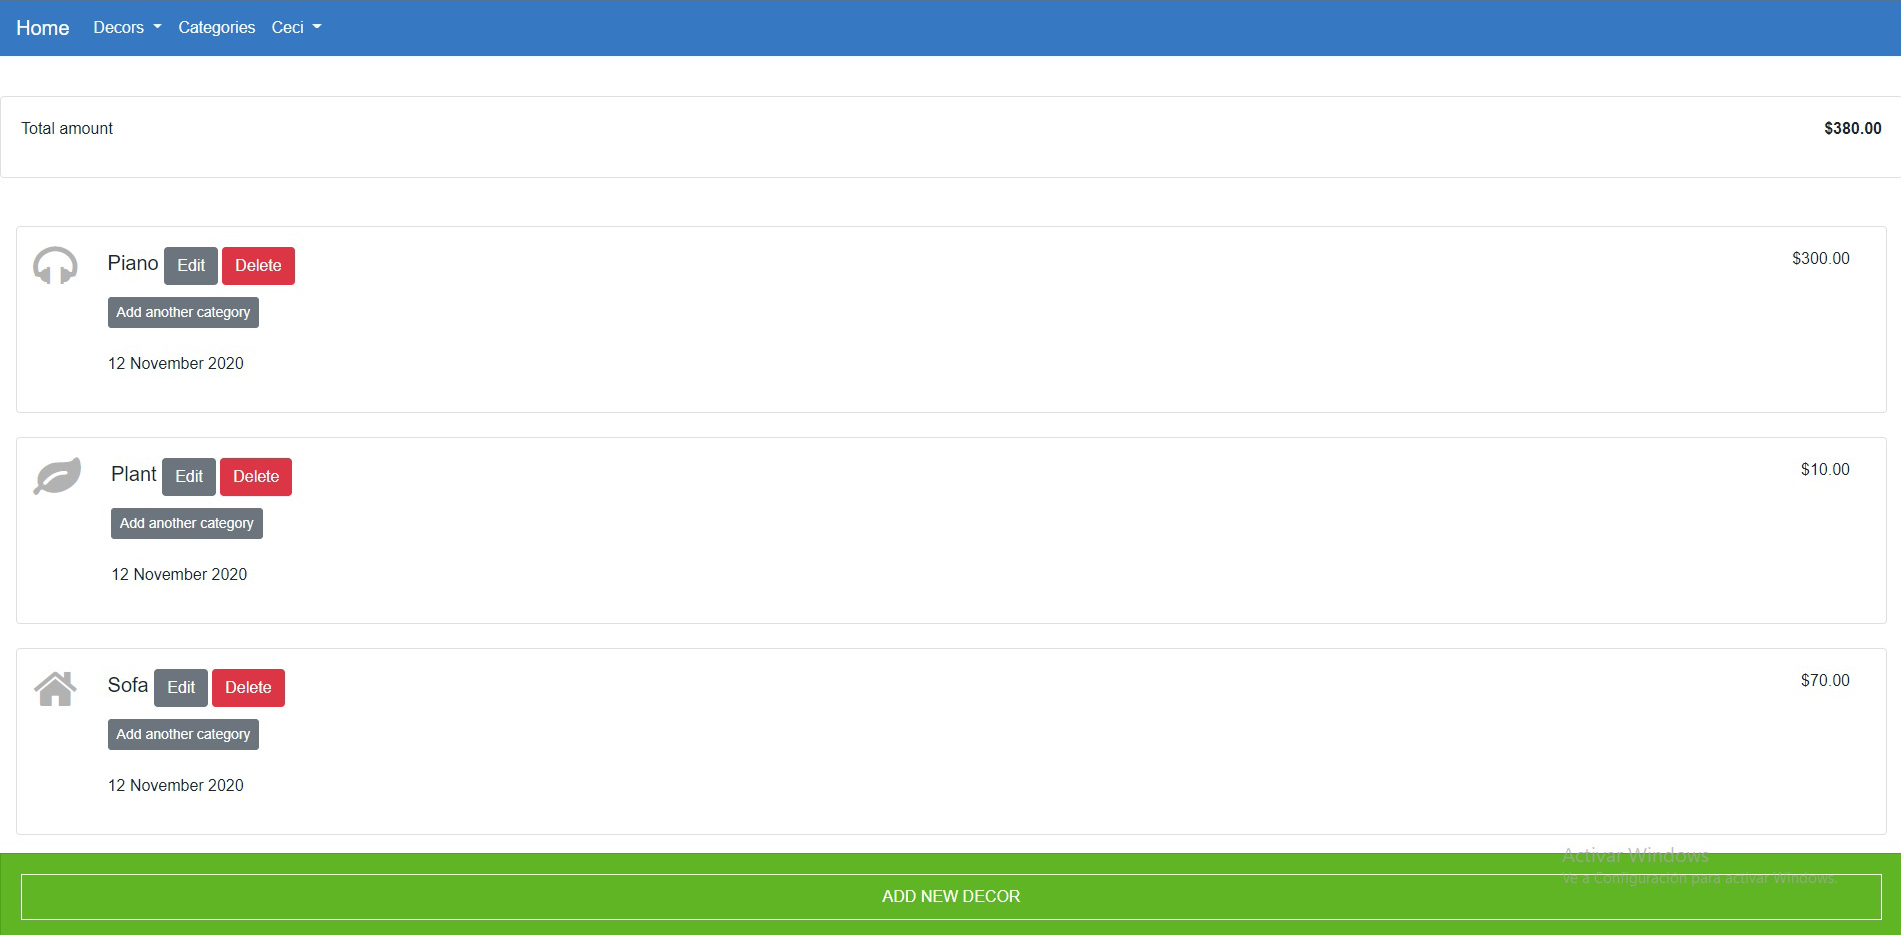 Home Decors Categories Ceci
Total amount $380.00
Piano Edit Delete $300.00
Add another category
12 November 2020
Plant Edit Delete $10.00
Add another category
12 November 2020
Sofa Edit Delete $70.00
Add another category
12 November 2020
Activar Windows
Ve a Configuración para activar Windows.
ADD NEW DECOR